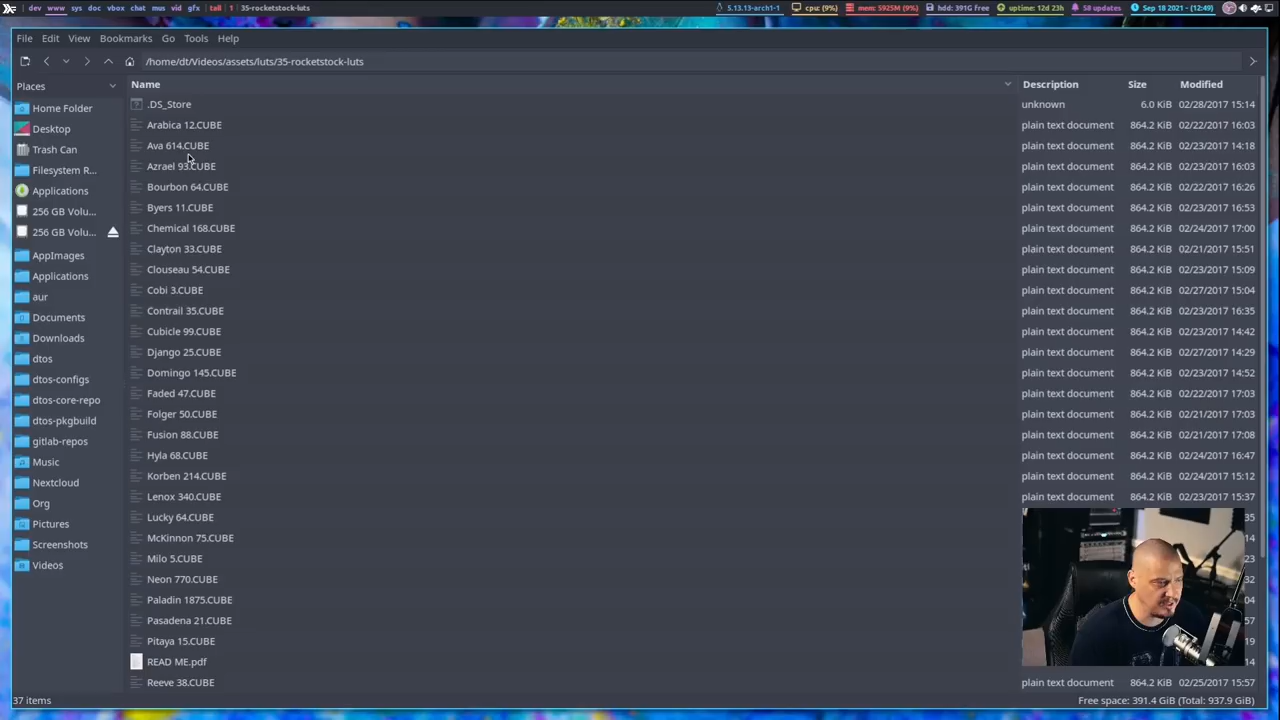 dev www sys doc vbox chat mus vid gfx tall 1 35-rocketstock-luts 5.13.13-arch1-1 cpu: (9%) mem: 5925M (9%) hdd: 391G free uptime: 12d 23h 58 updates Sep 18 2021 - (12:49)
File Edit View Bookmarks Go Tools Help
/home/dt/Videos/assets/luts/35-rocketstock-luts
Places Name Description Size Modified
.DS_Store unknown 6.0 KiB 02/28/2017 15:14
Home Folder
Arabica 12.CUBE plain text document 864.2 KiB 02/22/2017 16:03
Desktop
Ava 614.CUBE plain text document 864.2 KiB 02/23/2017 14:18
Trash Can
Azrael 93.CUBE plain text document 864.2 KiB 02/23/2017 16:03
Filesystem R...
Bourbon 64.CUBE plain text document 864.2 KiB 02/22/2017 16:26
Applications
Byers 11.CUBE plain text document 864.2 KiB 02/23/2017 16:53
256 GB Volu...
Chemical 168.CUBE plain text document 864.2 KiB 02/24/2017 17:00
256 GB Volu...
Clayton 33.CUBE plain text document 864.2 KiB 02/21/2017 15:51
AppImages
Clouseau 54.CUBE plain text document 864.2 KiB 02/23/2017 15:09
Applications
Cobi 3.CUBE plain text document 864.2 KiB 02/27/2017 15:04
aur
Contrail 35.CUBE plain text document 864.2 KiB 02/23/2017 16:35
Documents
Cubicle 99.CUBE plain text document 864.2 KiB 02/23/2017 14:42
Downloads
Django 25.CUBE plain text document 864.2 KiB 02/27/2017 14:29
dtos
Domingo 145.CUBE plain text document 864.2 KiB 02/23/2017 14:52
dtos-configs
Faded 47.CUBE plain text document 864.2 KiB 02/22/2017 17:03
dtos-core-repo
Folger 50.CUBE plain text document 864.2 KiB 02/21/2017 17:03
dtos-pkgbuild
Fusion 88.CUBE plain text document 864.2 KiB 02/21/2017 17:08
gitlab-repos
Hyla 68.CUBE plain text document 864.2 KiB 02/24/2017 16:47
Music
Korben 214.CUBE plain text document 864.2 KiB 02/24/2017 15:12
Nextcloud
Lenox 340.CUBE plain text document 864.2 KiB 02/23/2017 15:37
Org
Lucky 64.CUBE 35
Pictures
McKinnon 75.CUBE 14
Screenshots
Milo 5.CUBE 23
Videos
Neon 770.CUBE 32
Paladin 1875.CUBE 04
Pasadena 21.CUBE 57
Pitaya 15.CUBE 19
READ ME.pdf 14
Reeve 38.CUBE plain text document 864.2 KiB 02/25/2017 15:57
37 items Free space: 391.4 GiB (Total: 937.9 GiB)